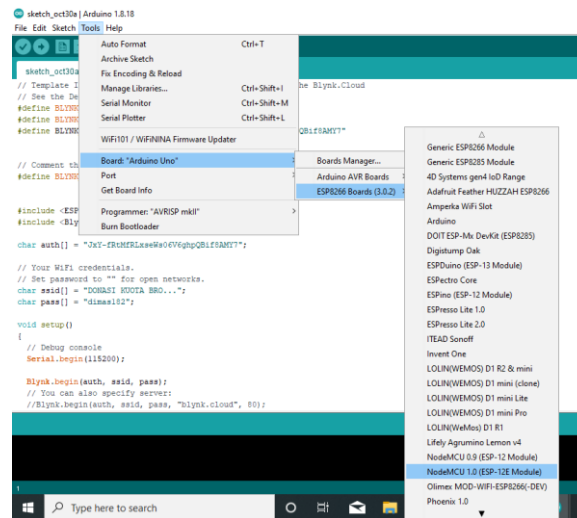 sketch_oct30a | Arduino 1.8.18
File Edit Sketch Tools Help
sketch_oct30a
Auto Format Ctrl+T
Archive Sketch
Fix Encoding & Reload
Manage Libraries... Ctrl+Shift+I
Serial Monitor Ctrl+Shift+M
Serial Plotter Ctrl+Shift+L
WiFi101 / WiFiNINA Firmware Updater
Board: "Arduino Uno"
Port
Get Board Info
Programmer: "AVRISP mkII"
Burn Bootloader
Boards Manager...
Arduino AVR Boards
ESP8266 Boards (3.0.2)
Generic ESP8266 Module
Generic ESP8285 Module
4D Systems gen4 IoD Range
Adafruit Feather HUZZAH ESP8266
Amperka WiFi Slot
Arduino
DOIT ESP-Mx DevKit (ESP8285)
Digistump Oak
ESPDuino (ESP-13 Module)
ESPectro Core
ESPino (ESP-12 Module)
ESPresso Lite 1.0
ESPresso Lite 2.0
ITEAD Sonoff
Invent One
LOLIN(WEMOS) D1 R2 & mini
LOLIN(WEMOS) D1 mini (clone)
LOLIN(WEMOS) D1 mini Lite
LOLIN(WEMOS) D1 mini Pro
LOLIN(WeMos) D1 R1
Lifely Agrumino Lemon v4
NodeMCU 0.9 (ESP-12 Module)
NodeMCU 1.0 (ESP-12E Module)
Olimex MOD-WIFI-ESP8266(-DEV)
Phoenix 1.0
// Template I he Blynk.Cloud
// See the De
#define BLYNK
#define BLYNK
#define BLYNK QBif8AMY7"
// Comment th
#define BLYNK
#include <ESP
#include <Bly
char auth[] = "JxY-fRtMfRLxseWs06V6ghpQBif8AMY7";
// Your WiFi credentials.
// Set password to "" for open networks.
char ssid[] = "DONASI KUOTA BRO...";
char pass[] = "dimas182";
void setup()
{
// Debug console
Serial.begin(115200);
Blynk.begin(auth, ssid, pass);
// You can also specify server:
//Blynk.begin(auth, ssid, pass, "blynk.cloud", 80);
1
Type here to search